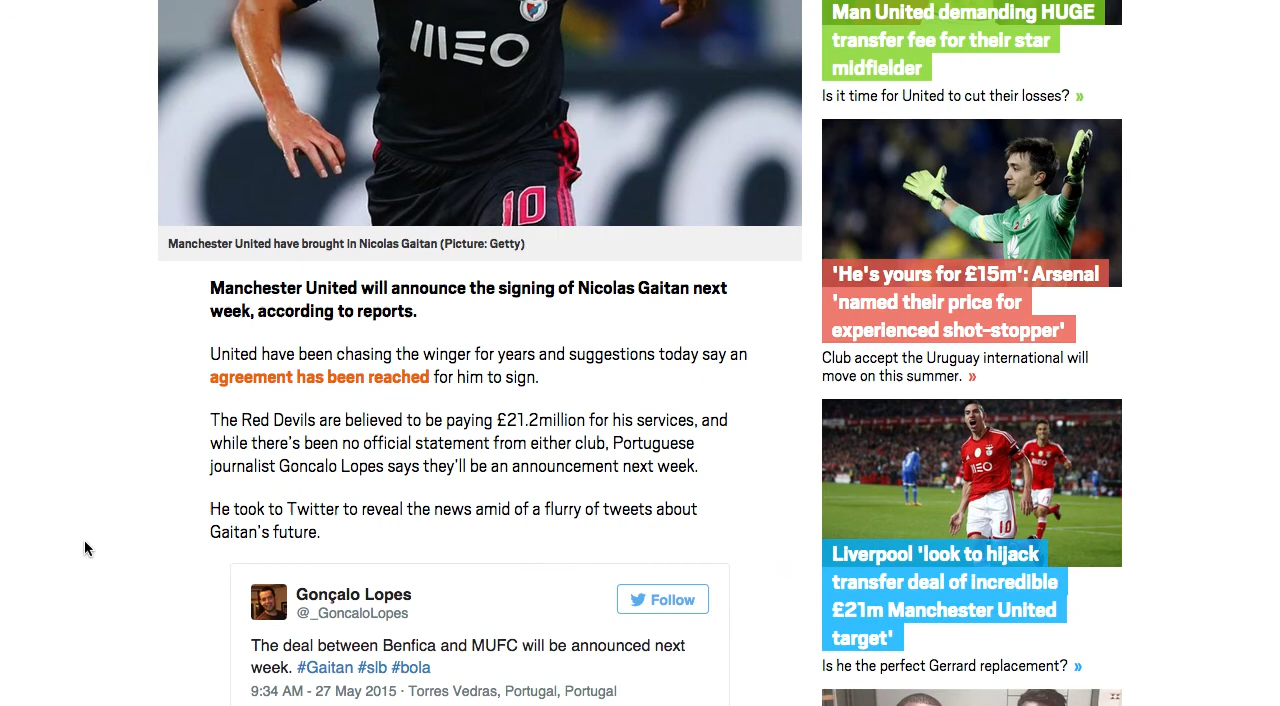 MEO
10
Manchester United have brought in Nicolas Gaitan (Picture: Getty)
Manchester United will announce the signing of Nicolas Gaitan next
week, according to reports.
United have been chasing the winger for years and suggestions today say an
agreement has been reached for him to sign.
The Red Devils are believed to be paying £21.2million for his services, and
while there's been no official statement from either club, Portuguese
journalist Goncalo Lopes says they'll be an announcement next week.
He took to Twitter to reveal the news amid of a flurry of tweets about
Gaitan's future.
Gonçalo Lopes
@_GoncaloLopes
Follow
The deal between Benfica and MUFC will be announced next
week. #Gaitan #slb #bola
9:34 AM - 27 May 2015 · Torres Vedras, Portugal, Portugal
Man United demanding HUGE
transfer fee for their star
midfielder
Is it time for United to cut their losses? »
'He's yours for £15m': Arsenal
'named their price for
experienced shot-stopper'
Club accept the Uruguay international will
move on this summer. »
MEO
10
MEO
Liverpool 'look to hijack
transfer deal of incredible
£21m Manchester United
target'
Is he the perfect Gerrard replacement? »